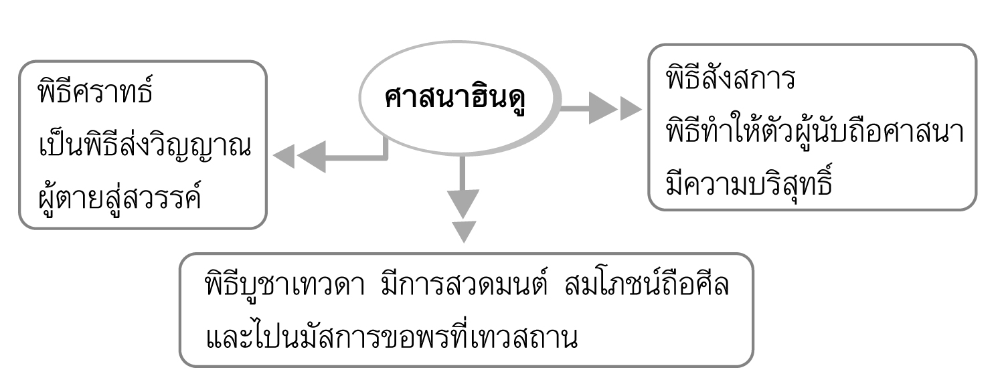 ศาสนาฮินดู
พิธีศราทธ์
เป็นพิธีส่งวิญญาณ
ผู้ตายสู่สวรรค์
พิธีสังสการ
พิธีทำให้ตัวผู้นับถือศาสนา
มีความบริสุทธิ์
พิธีบูชาเทวดา มีการสวดมนต์ สมโภชน์ถือศีล
และไปนมัสการขอพรที่เทวสถาน